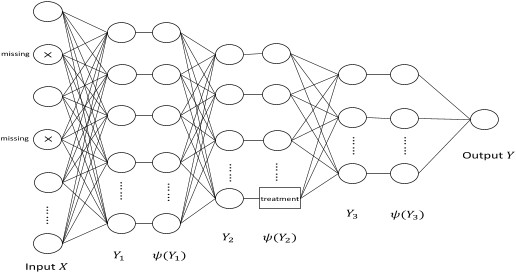 missing
×
missing
×
treatment
Output Y
Y₁
ψ(Y₁)
Y₂
ψ(Y₂)
Y₃
ψ(Y₃)
Input X